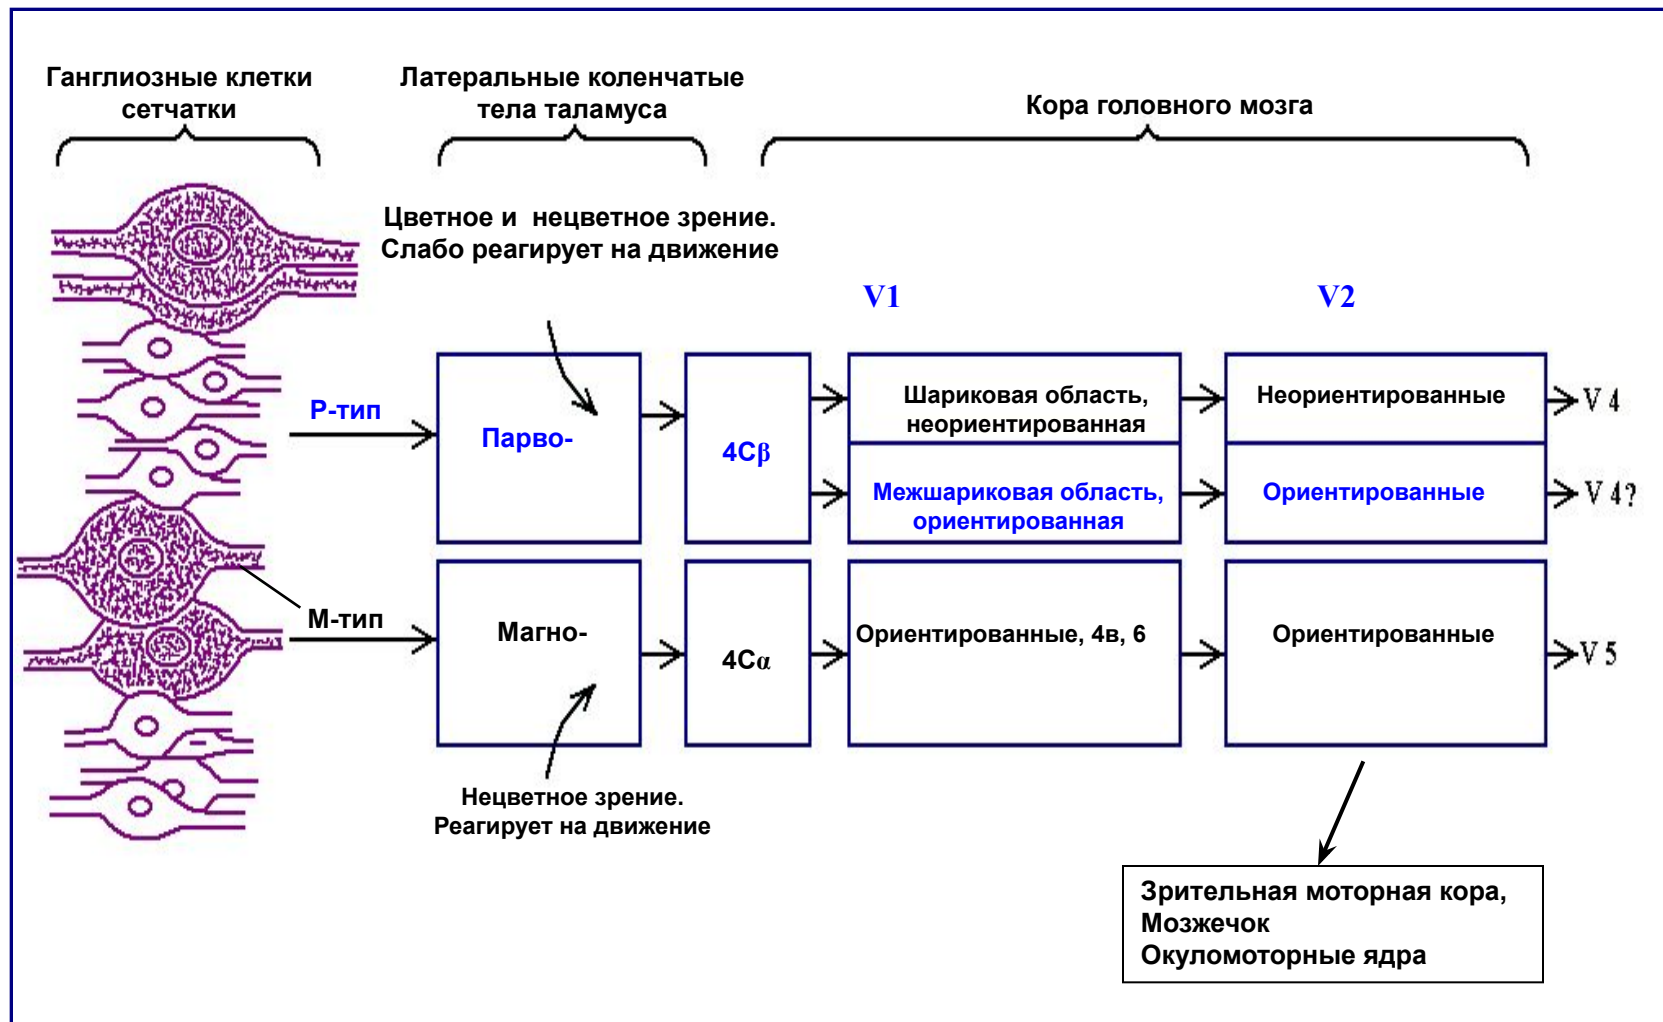 Ганглиозные клетки
сетчатки
Латеральные коленчатые
тела таламуса
Кора головного мозга
Цветное и нецветное зрение.
Слабо реагирует на движение
V1
V2
Р-тип
Парво-
4Cβ
Шариковая область,
неориентированная
Неориентированные
V 4
Межшариковая область,
ориентированная
Ориентированные
V 4?
М-тип
Магно-
4Cα
Ориентированные, 4в, 6
Ориентированные
V 5
Нецветное зрение.
Реагирует на движение
Зрительная моторная кора,
Мозжечок
Окуломоторные ядра